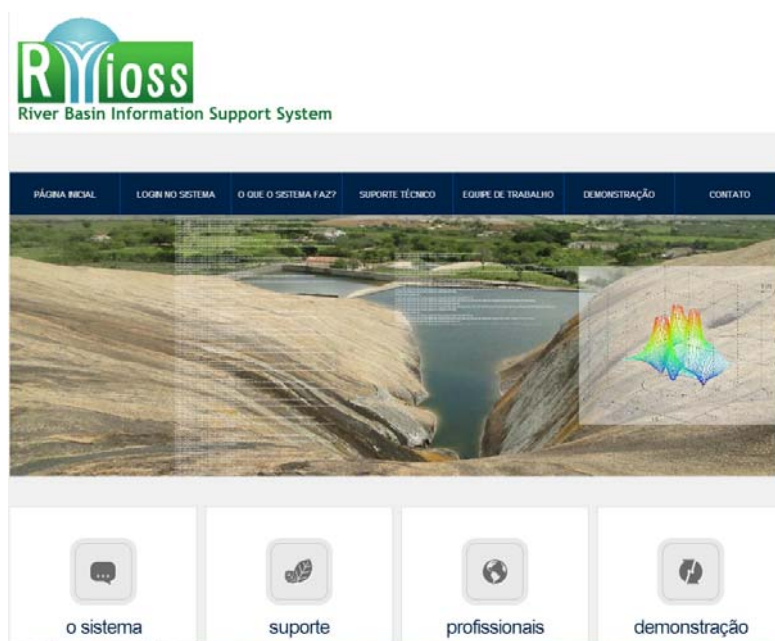 Rioss
River Basin Information Support System
PÁGINA INICIAL LOGIN NO SISTEMA O QUE O SISTEMA FAZ? SUPORTE TÉCNICO EQUIPE DE TRABALHO DEMONSTRAÇÃO CONTATO
o sistema suporte profissionais demonstração